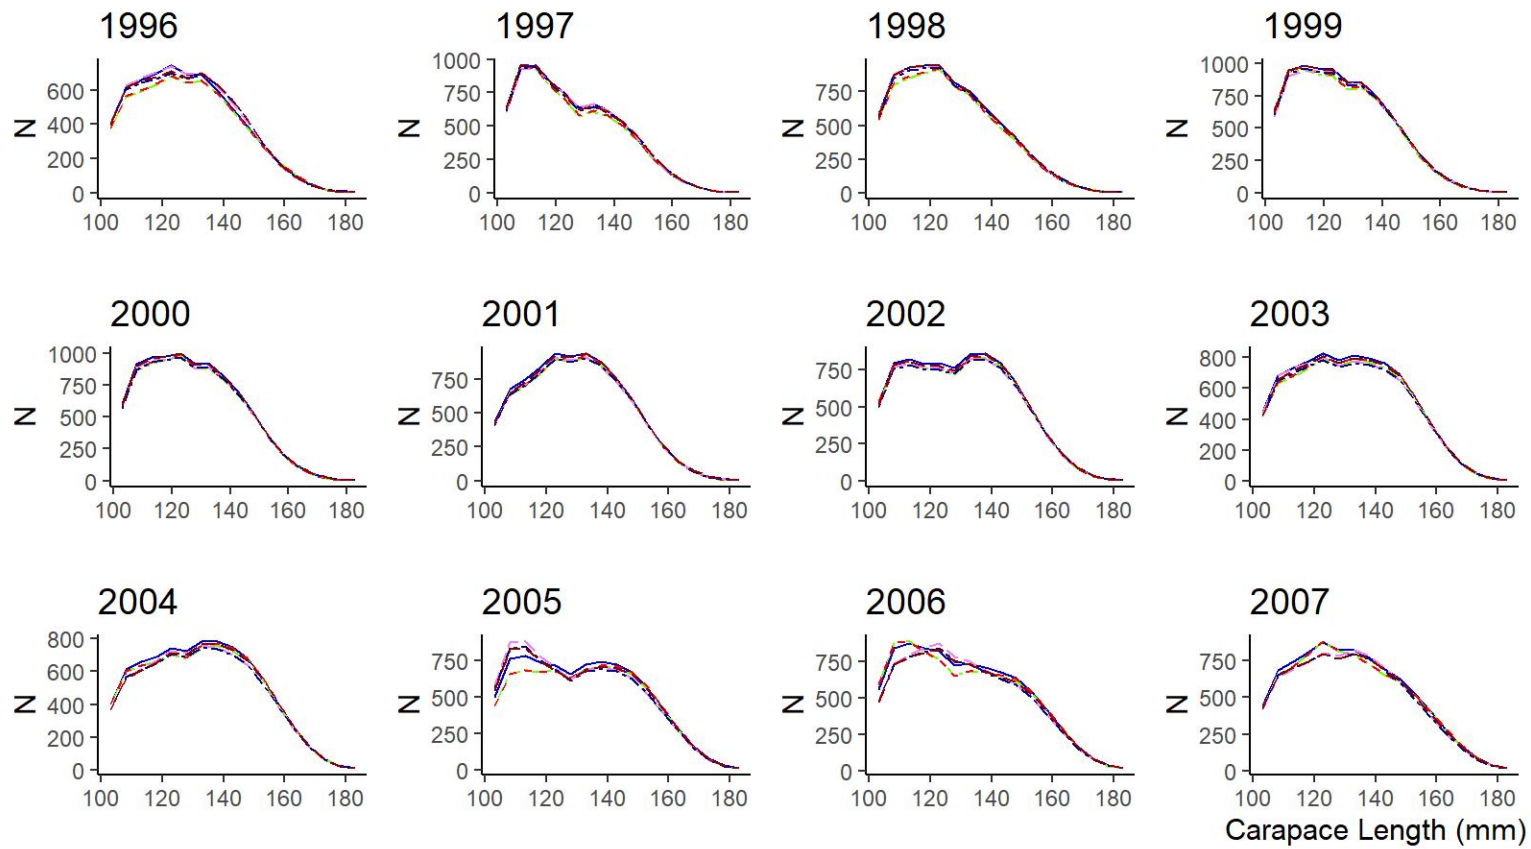 1996 1997 1998 1999
N 600 400 200 0 N 1000 750 500 250 0 N 750 500 250 0 N 1000 750 500 250 0
100 120 140 160 180 100 120 140 160 180 100 120 140 160 180 100 120 140 160 180
2000 2001 2002 2003
N 1000 750 500 250 0 N 750 500 250 0 N 750 500 250 0 N 800 600 400 200 0
100 120 140 160 180 100 120 140 160 180 100 120 140 160 180 100 120 140 160 180
2004 2005 2006 2007
N 800 600 400 200 0 N 750 500 250 0 N 750 500 250 0 N 750 500 250 0
100 120 140 160 180 100 120 140 160 180 100 120 140 160 180 100 120 140 160 180
Carapace Length (mm)